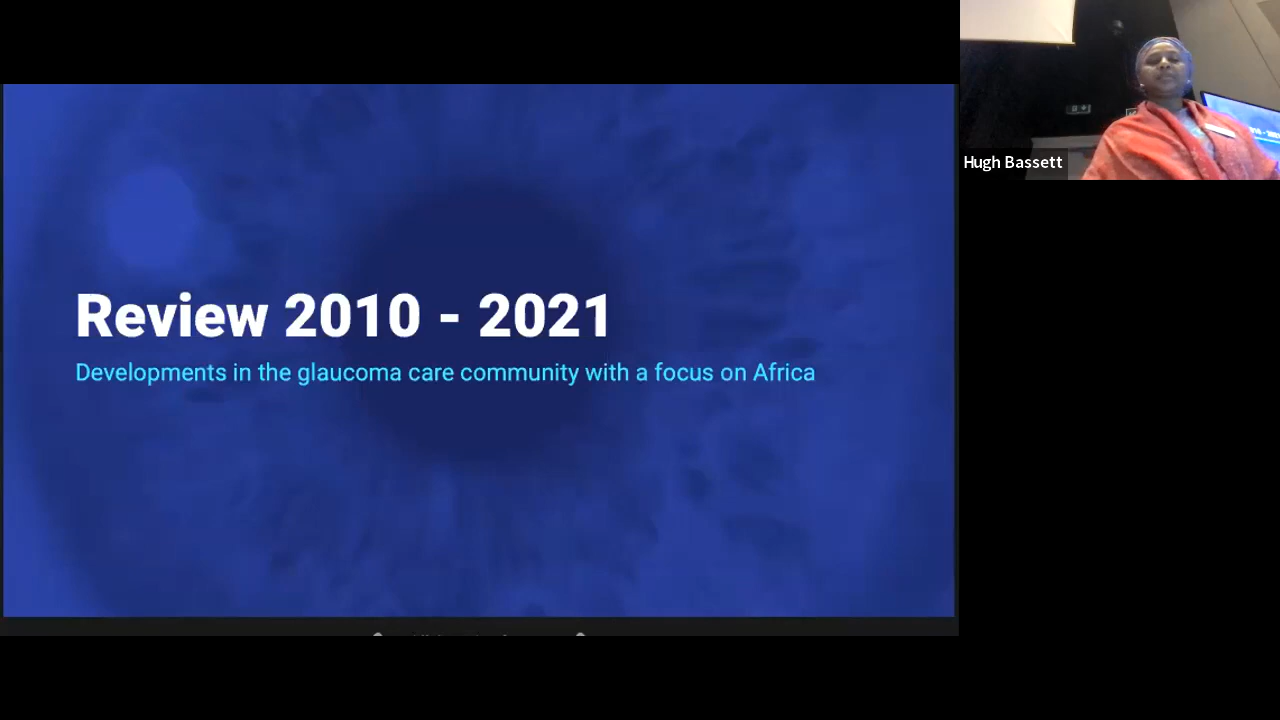 Review 2010 - 2021
Developments in the glaucoma care community with a focus on Africa
Hugh Bassett